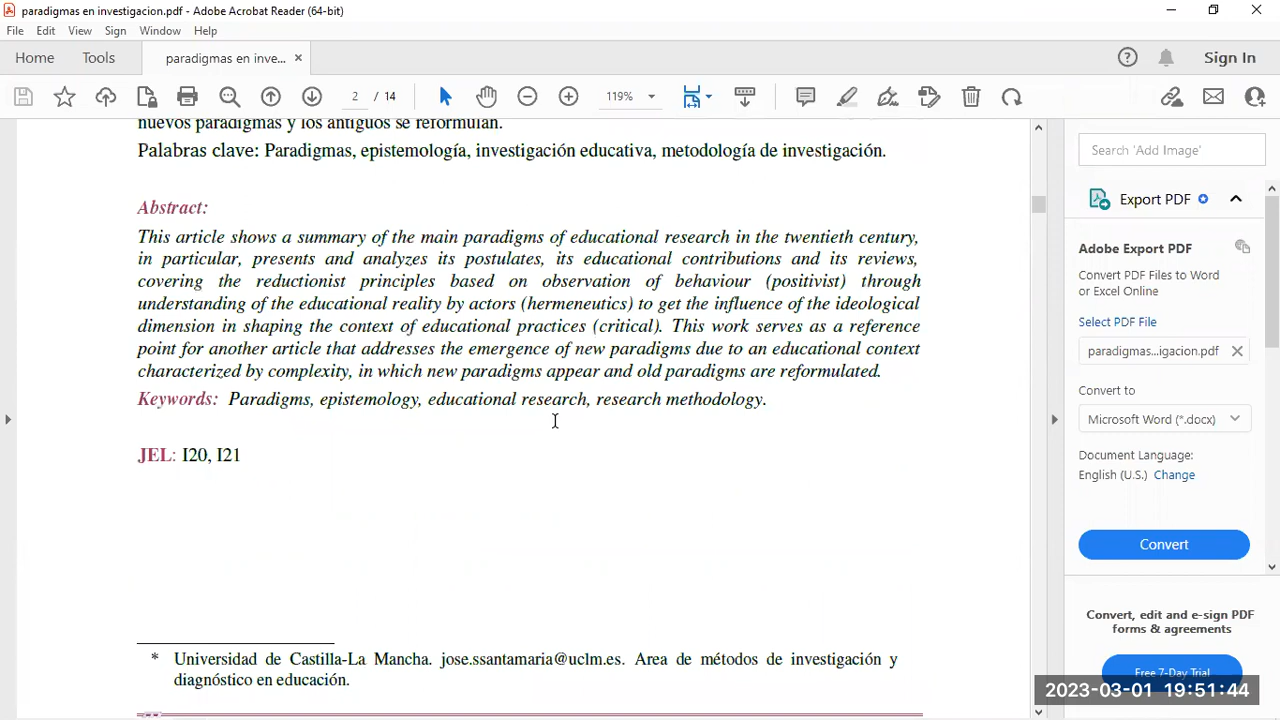 paradigmas en investigacion.pdf - Adobe Acrobat Reader (64-bit)
File Edit View Sign Window Help
Home Tools paradigmas en inve... Sign In
2 / 14 119%
nuevos paradigmas y los antiguos se reformulan.
Palabras clave: Paradigmas, epistemología, investigación educativa, metodología de investigación.
Abstract:
This article shows a summary of the main paradigms of educational research in the twentieth century,
in particular, presents and analyzes its postulates, its educational contributions and its reviews,
covering the reductionist principles based on observation of behaviour (positivist) through
understanding of the educational reality by actors (hermeneutics) to get the influence of the ideological
dimension in shaping the context of educational practices (critical). This work serves as a reference
point for another article that addresses the emergence of new paradigms due to an educational context
characterized by complexity, in which new paradigms appear and old paradigms are reformulated.
Keywords: Paradigms, epistemology, educational research, research methodology.
JEL: I20, I21
* Universidad de Castilla-La Mancha. jose.ssantamaria@uclm.es. Area de métodos de investigación y
diagnóstico en educación.
Search 'Add Image'
Export PDF
Adobe Export PDF
Convert PDF Files to Word
or Excel Online
Select PDF File
paradigmas...igacion.pdf
Convert to
Microsoft Word (*.docx)
Document Language:
English (U.S.) Change
Convert
Convert, edit and e-sign PDF
forms & agreements
Free 7-Day Trial
2023-03-01 19:51:44